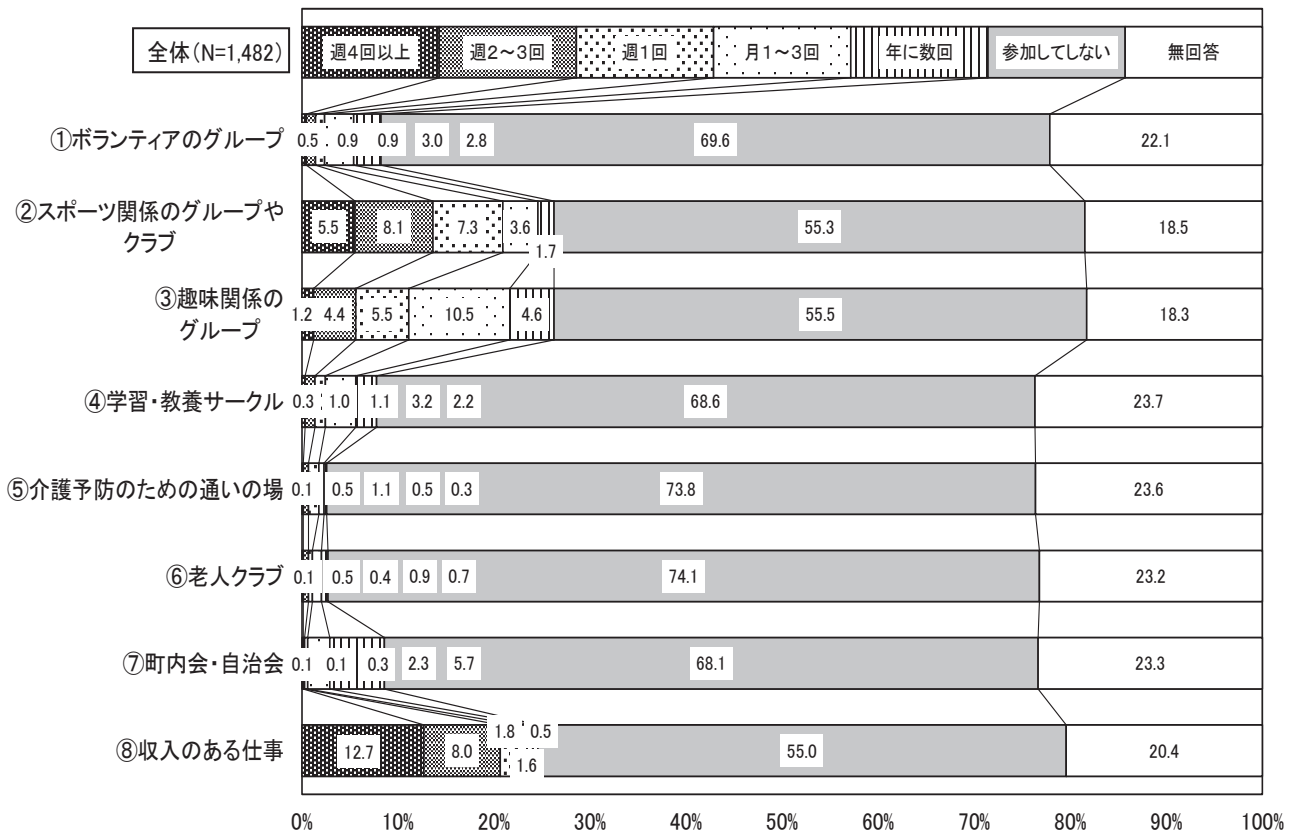 全体(N=1,482)
週4回以上 週2~3回 週1回 月1~3回 年に数回 参加してしない 無回答
①ボランティアのグループ 0.5 0.9 0.9 3.0 2.8 69.6 22.1
②スポーツ関係のグループや
クラブ
5.5 8.1 7.3 3.6 1.7 55.3 18.5
③趣味関係の
グループ
1.2 4.4 5.5 10.5 4.6 55.5 18.3
④学習・教養サークル 0.3 1.0 1.1 3.2 2.2 68.6 23.7
⑤介護予防のための通いの場 0.1 0.5 1.1 0.5 0.3 73.8 23.6
⑥老人クラブ 0.1 0.5 0.4 0.9 0.7 74.1 23.2
⑦町内会・自治会 0.1 0.1 0.3 2.3 5.7 68.1 23.3
⑧収入のある仕事 12.7 8.0 1.8 1.6 0.5 55.0 20.4
0% 10% 20% 30% 40% 50% 60% 70% 80% 90% 100%